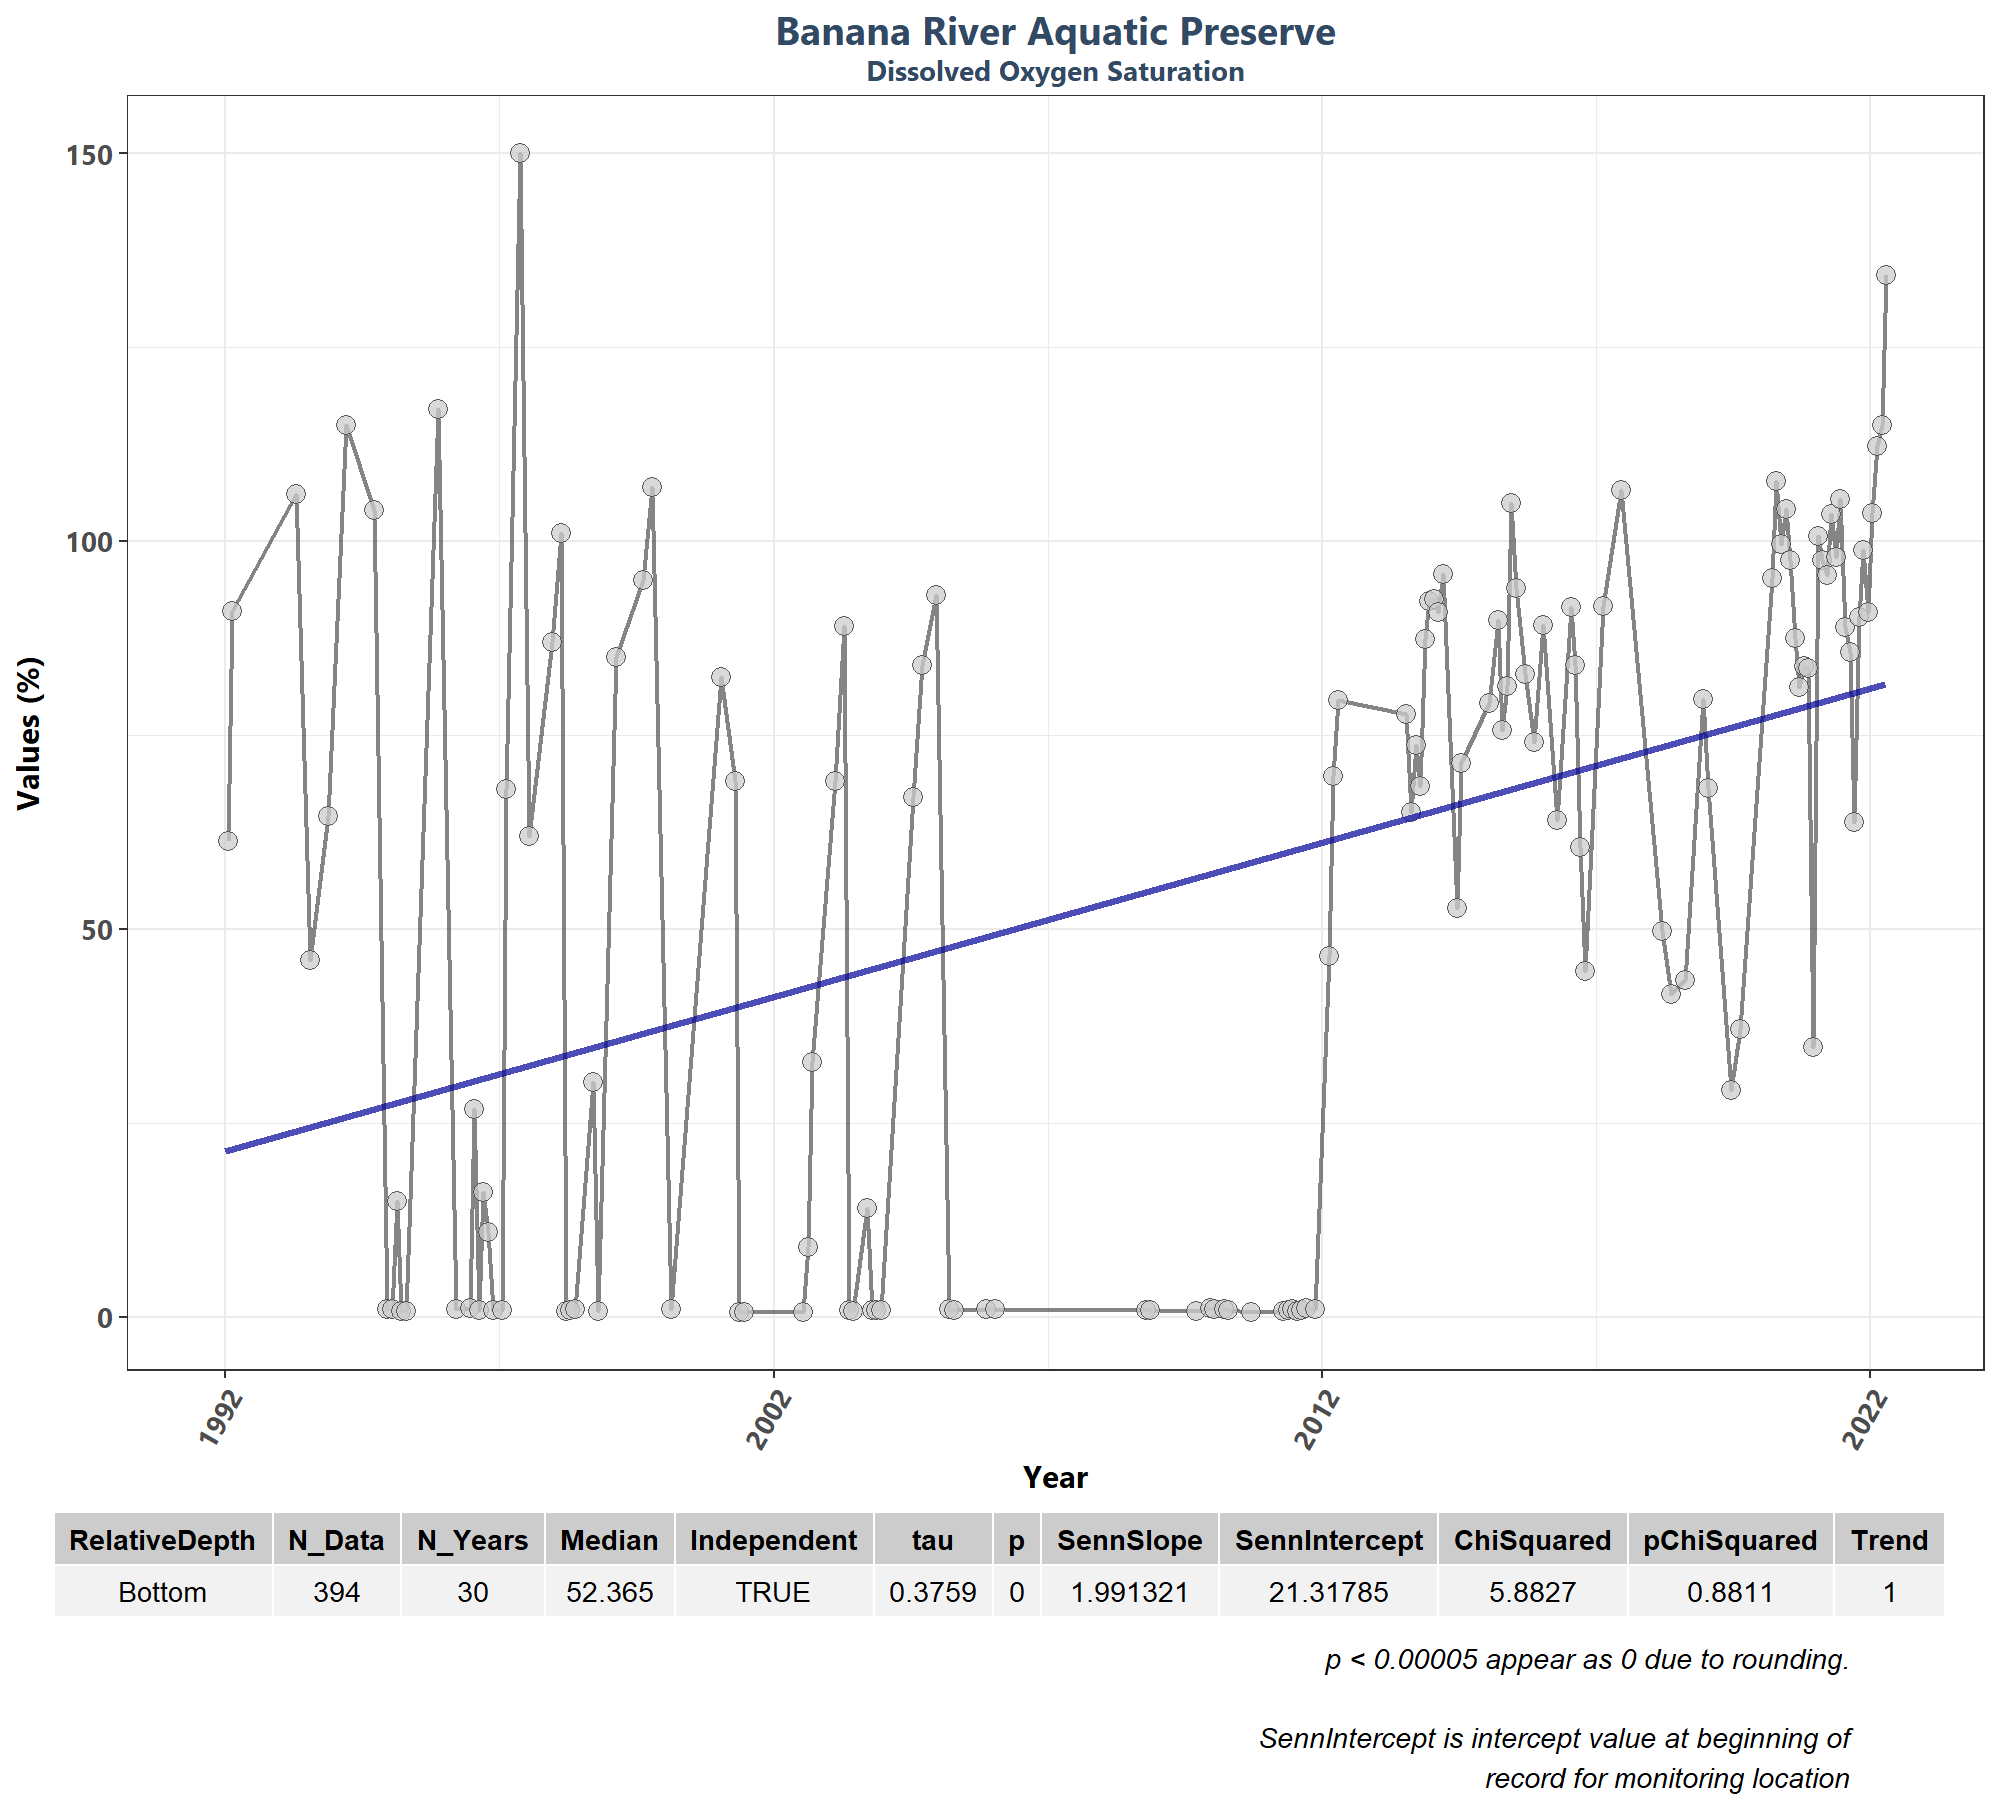 Banana River Aquatic Preserve
Dissolved Oxygen Saturation
Values (%)
150
100
50
0
1992 2002 2012 2022
Year
RelativeDepth N_Data N_Years Median Independent tau p SennSlope SennIntercept ChiSquared pChiSquared Trend
Bottom 394 30 52.365 TRUE 0.3759 0 1.991321 21.31785 5.8827 0.8811 1
p < 0.00005 appear as 0 due to rounding.
SennIntercept is intercept value at beginning of
record for monitoring location